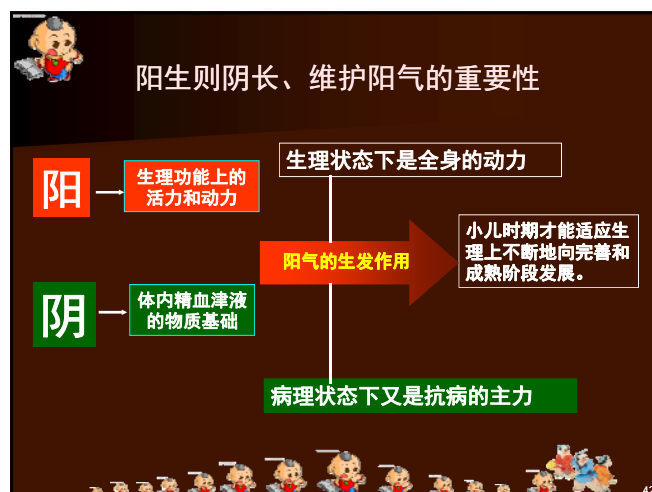 阳生则阴长、维护阳气的重要性
生理状态下是全身的动力
阳
生理功能上的
活力和动力
阳气的生发作用
小儿时期才能适应生
理上不断地向完善和
成熟阶段发展。
阴
体内精血津液
的物质基础
病理状态下又是抗病的主力